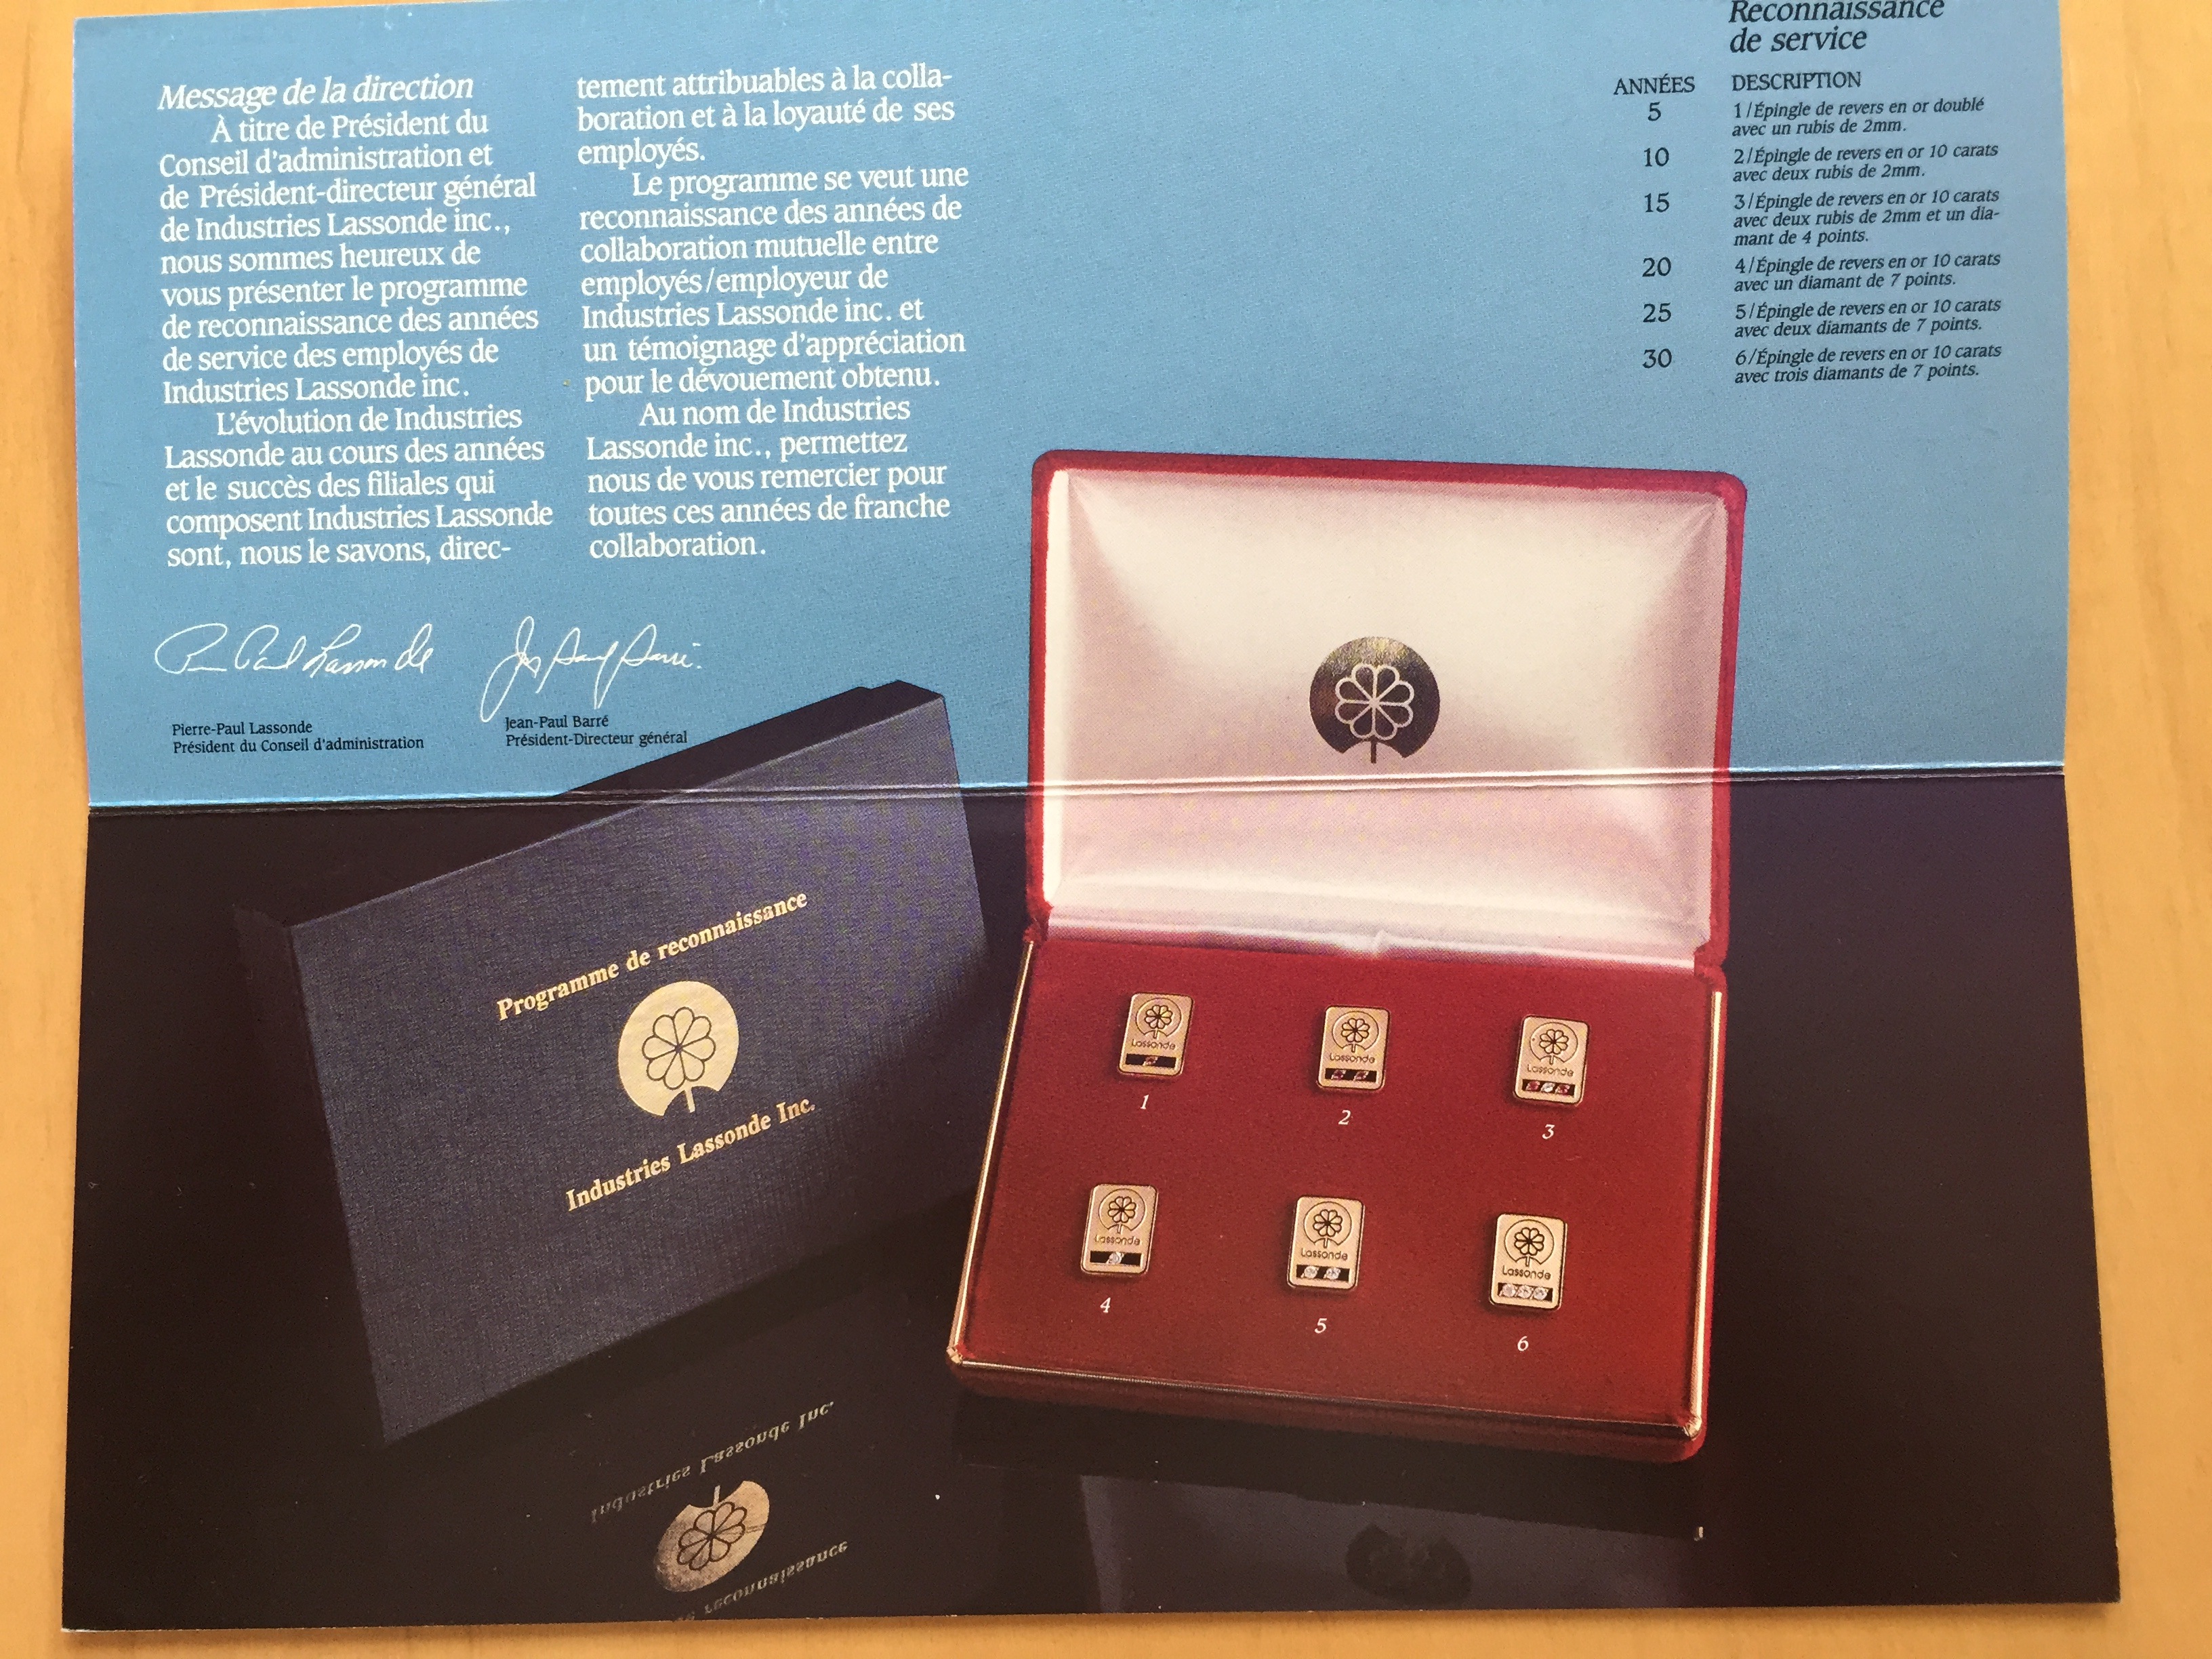 Message de la direction
À titre de Président du
Conseil d'administration et
de Président-directeur général
de Industries Lassonde inc.,
nous sommes heureux de
vous présenter le programme
de reconnaissance des années
de service des employés de
Industries Lassonde inc.
L'évolution de Industries
Lassonde au cours des années
et le succès des filiales qui
composent Industries Lassonde
sont, nous le savons, direc-
tement attribuables à la colla-
boration et à la loyauté de ses
employés.
Le programme se veut une
reconnaissance des années de
collaboration mutuelle entre
employés/employeur de
Industries Lassonde inc. et
un témoignage d'appréciation
pour le dévouement obtenu.
Au nom de Industries
Lassonde inc., permettez
nous de vous remercier pour
toutes ces années de franche
collaboration.
Pierre-Paul Lassonde
Président du Conseil d'administration
Jean-Paul Barré
Président-Directeur général
Reconnaissance
de service
ANNÉES DESCRIPTION
5 1/Épingle de revers en or doublé
avec un rubis de 2mm.
10 2/Épingle de revers en or 10 carats
avec deux rubis de 2mm.
15 3/Épingle de revers en or 10 carats
avec deux rubis de 2mm et un dia-
mant de 4 points.
20 4/Épingle de revers en or 10 carats
avec un diamant de 7 points.
25 5/Épingle de revers en or 10 carats
avec deux diamants de 7 points.
30 6/Épingle de revers en or 10 carats
avec trois diamants de 7 points.
Programme de reconnaissance
Industries Lassonde Inc.
Lassonde
1
Lassonde
2
Lassonde
3
Lassonde
4
Lassonde
5
Lassonde
6
Industries Lassonde Inc.
reconnaissance